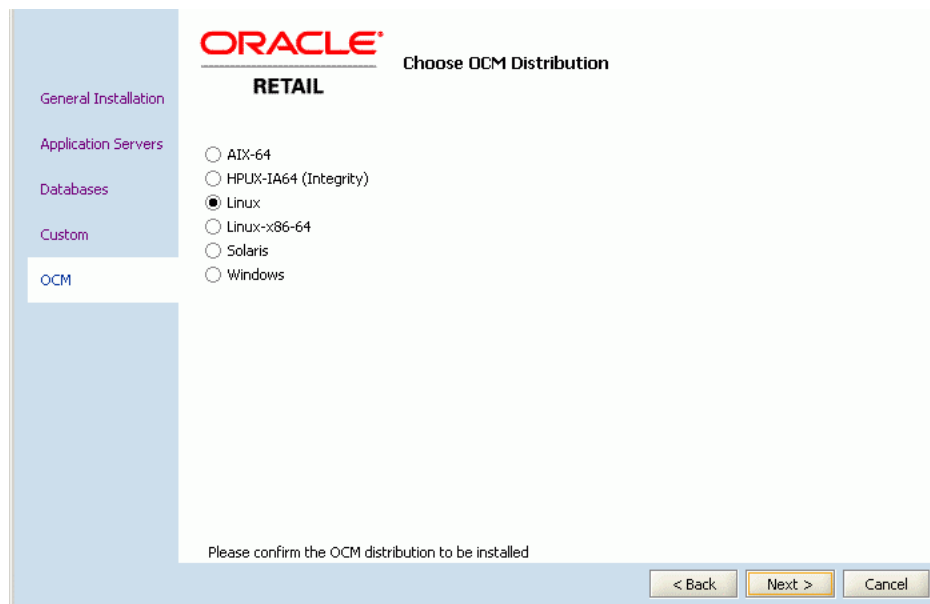 ORACLE
RETAIL
Choose OCM Distribution
General Installation
Application Servers
Databases
Custom
OCM
AIX-64
HPUX-IA64 (Integrity)
Linux
Linux-x86-64
Solaris
Windows
Please confirm the OCM distribution to be installed
< Back
Next >
Cancel